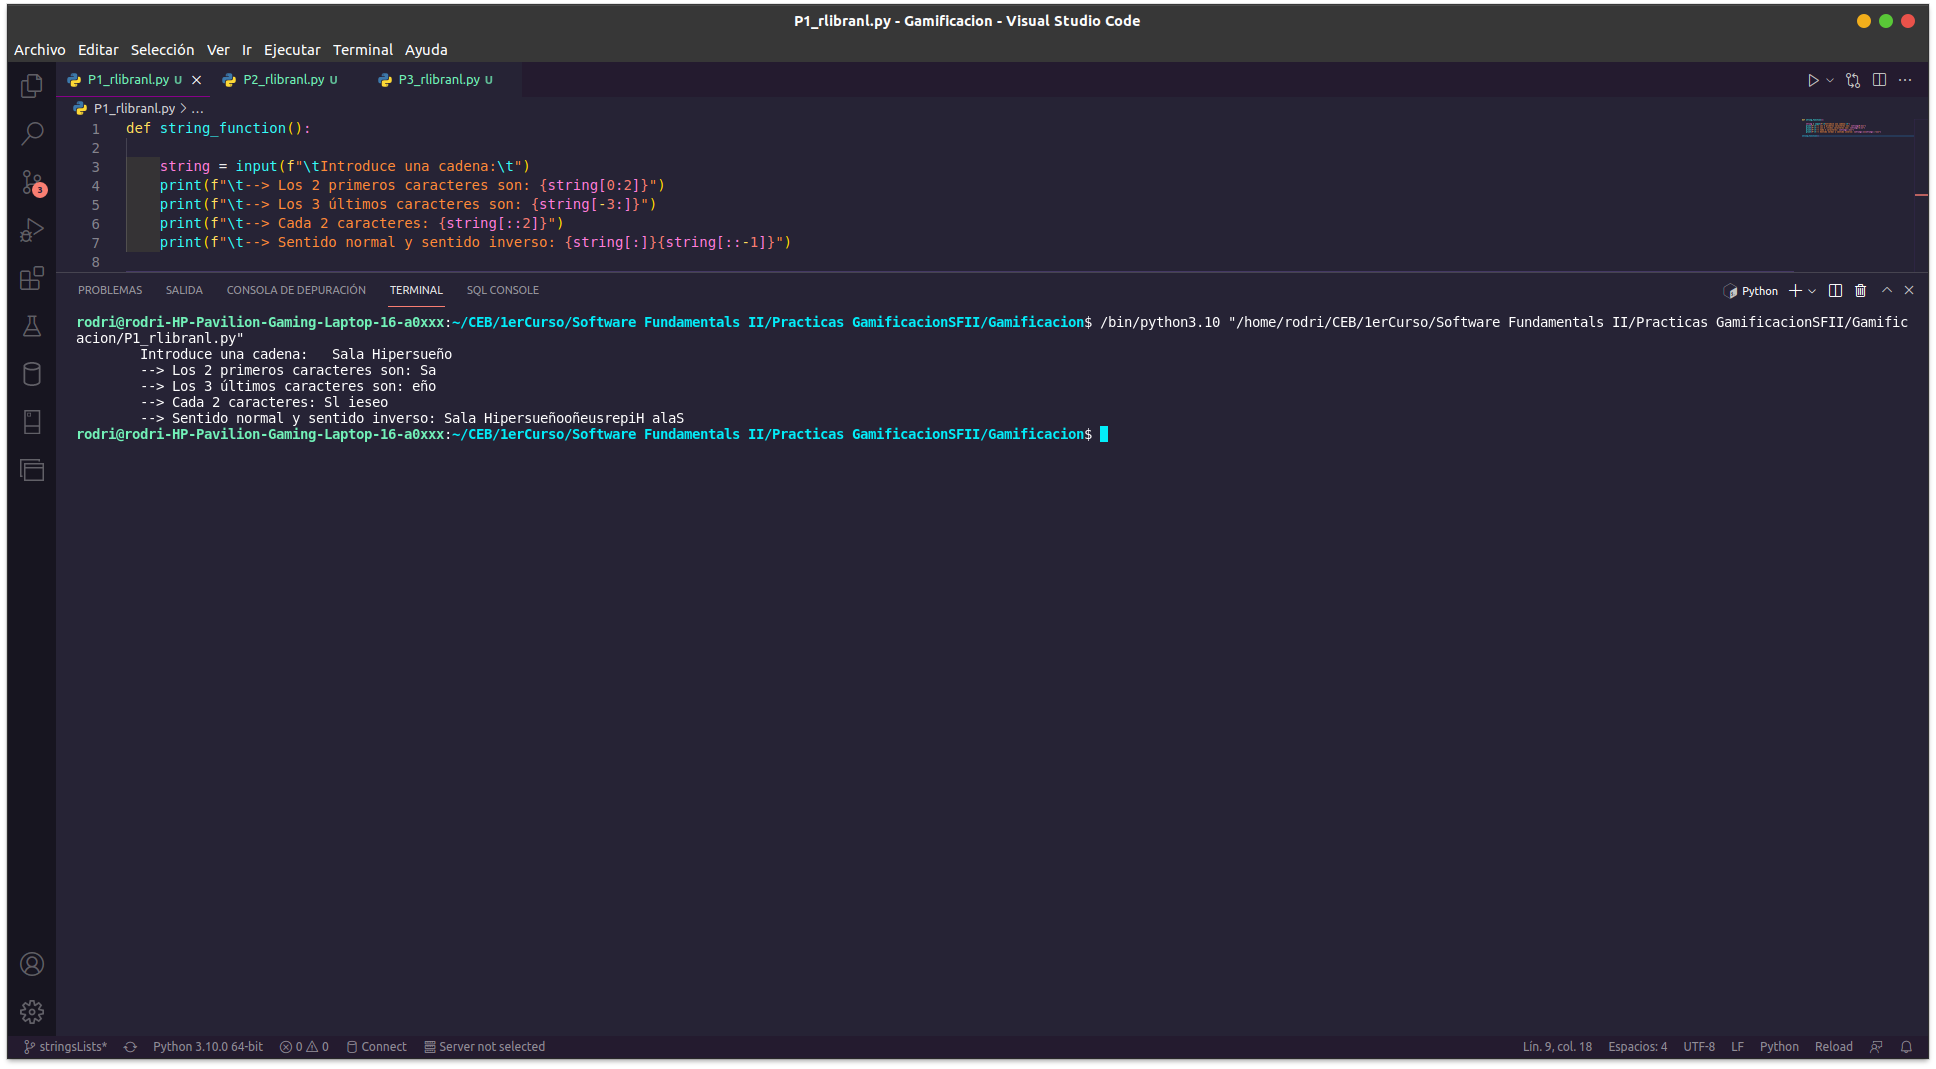 P1_rlibranl.py - Gamificacion - Visual Studio Code
Archivo Editar Selección Ver Ir Ejecutar Terminal Ayuda
P1_rlibranl.py U P2_rlibranl.py U P3_rlibranl.py U
P1_rlibranl.py > ...
1 def string_function():
2
3 string = input(f"\tIntroduce una cadena:\t")
4 print(f"\t--> Los 2 primeros caracteres son: {string[0:2]}")
5 print(f"\t--> Los 3 últimos caracteres son: {string[-3:]}")
6 print(f"\t--> Cada 2 caracteres: {string[::2]}")
7 print(f"\t--> Sentido normal y sentido inverso: {string[:]}{string[::-1]}")
8
PROBLEMAS SALIDA CONSOLA DE DEPURACIÓN TERMINAL SQL CONSOLE Python
rodri@rodri-HP-Pavilion-Gaming-Laptop-16-a0xxx:~/CEB/1erCurso/Software Fundamentals II/Practicas GamificacionSFII/Gamificacion$ /bin/python3.10 "/home/rodri/CEB/1erCurso/Software Fundamentals II/Practicas GamificacionSFII/Gamific
acion/P1_rlibranl.py"
Introduce una cadena: Sala Hipersueño
--> Los 2 primeros caracteres son: Sa
--> Los 3 últimos caracteres son: eño
--> Cada 2 caracteres: Sl ieseo
--> Sentido normal y sentido inverso: Sala HipersueñooñeusrepiH alaS
rodri@rodri-HP-Pavilion-Gaming-Laptop-16-a0xxx:~/CEB/1erCurso/Software Fundamentals II/Practicas GamificacionSFII/Gamificacion$
3
stringsLists* Python 3.10.0 64-bit 0 0 Connect Server not selected Lín. 9, col. 18 Espacios: 4 UTF-8 LF Python Reload